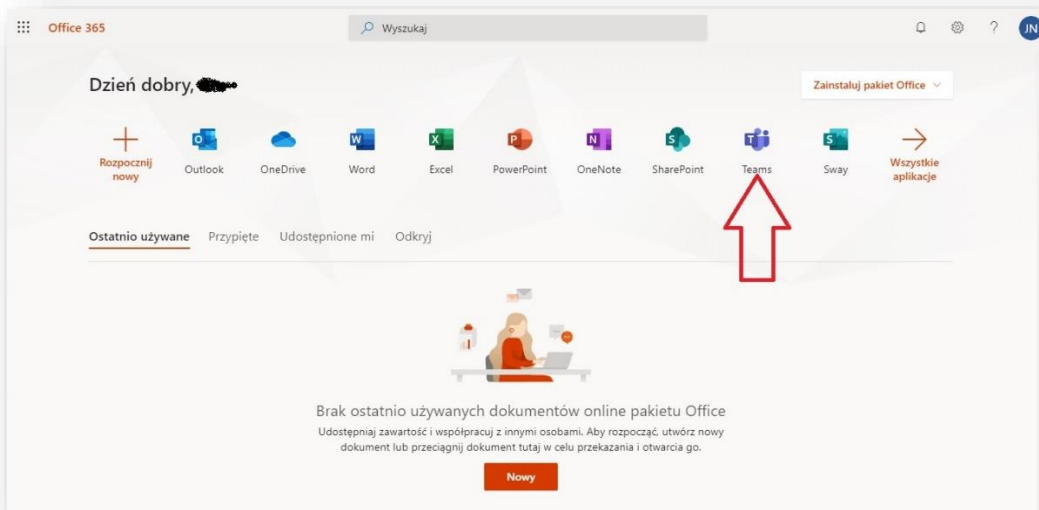 Office 365
Wyszukaj
?
JN
Dzień dobry,
Zainstaluj pakiet Office
Rozpocznij
nowy
Outlook
OneDrive
Word
Excel
PowerPoint
OneNote
SharePoint
Teams
Sway
Wszystkie
aplikacje
Ostatnio używane Przypięte Udostępnione mi Odkryj
Brak ostatnio używanych dokumentów online pakietu Office
Udostępniaj zawartość i współpracuj z innymi osobami. Aby rozpocząć, utwórz nowy
dokument lub przeciągnij dokument tutaj w celu przekazania i otwarcia go.
Nowy